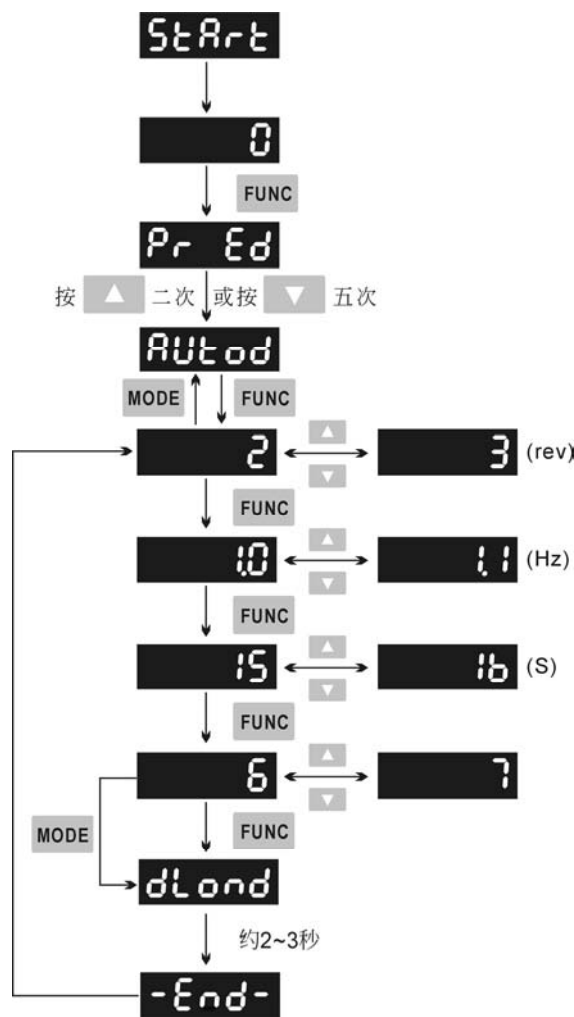 StArt
0
FUNC
Pr Ed
按 ▲ 二次 或按 ▼ 五次
AUtod
MODE FUNC
2 ▲ ▼ 3 (rev)
FUNC
1.0 ▲ ▼ 1.1 (Hz)
FUNC
15 ▲ ▼ 16 (S)
FUNC
6 ▲ ▼ 7
MODE FUNC
dLond
约2~3秒
-End-